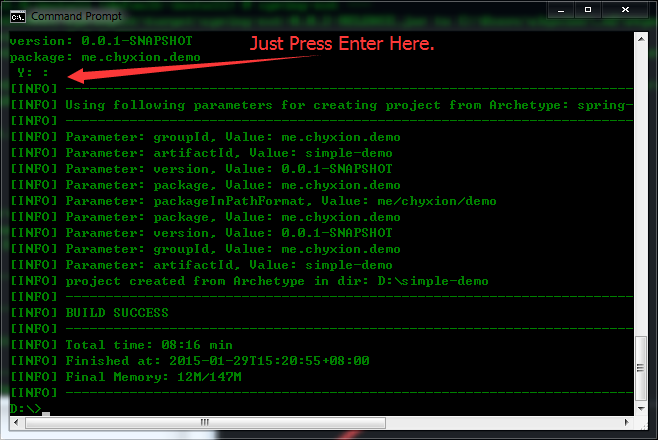 Command Prompt
version: 0.0.1-SNAPSHOT
Just Press Enter Here.
package: me.chyxion.demo
Y: :
[INFO] ------------------------------------------------------------------------
[INFO] Using following parameters for creating project from Archetype: spring-
[INFO] ------------------------------------------------------------------------
[INFO] Parameter: groupId, Value: me.chyxion.demo
[INFO] Parameter: artifactId, Value: simple-demo
[INFO] Parameter: version, Value: 0.0.1-SNAPSHOT
[INFO] Parameter: package, Value: me.chyxion.demo
[INFO] Parameter: packageInPathFormat, Value: me/chyxion/demo
[INFO] Parameter: package, Value: me.chyxion.demo
[INFO] Parameter: version, Value: 0.0.1-SNAPSHOT
[INFO] Parameter: groupId, Value: me.chyxion.demo
[INFO] Parameter: artifactId, Value: simple-demo
[INFO] project created from Archetype in dir: D:\simple-demo
[INFO] ------------------------------------------------------------------------
[INFO] BUILD SUCCESS
[INFO] ------------------------------------------------------------------------
[INFO] Total time: 08:16 min
[INFO] Finished at: 2015-01-29T15:20:55+08:00
[INFO] Final Memory: 12M/147M
[INFO] ------------------------------------------------------------------------
D:\>